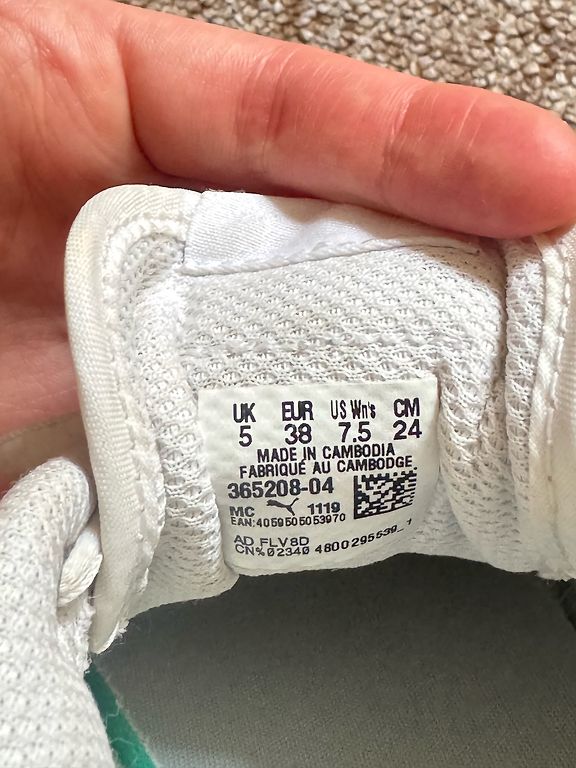 UK EUR US Wn's CM
5 38 7.5 24
MADE IN CAMBODIA
FABRIQUÉ AU CAMBODGE
365208-04
MC 1119
EAN:4059505053970
AD FLV8D
CN%02340 4800295539_1